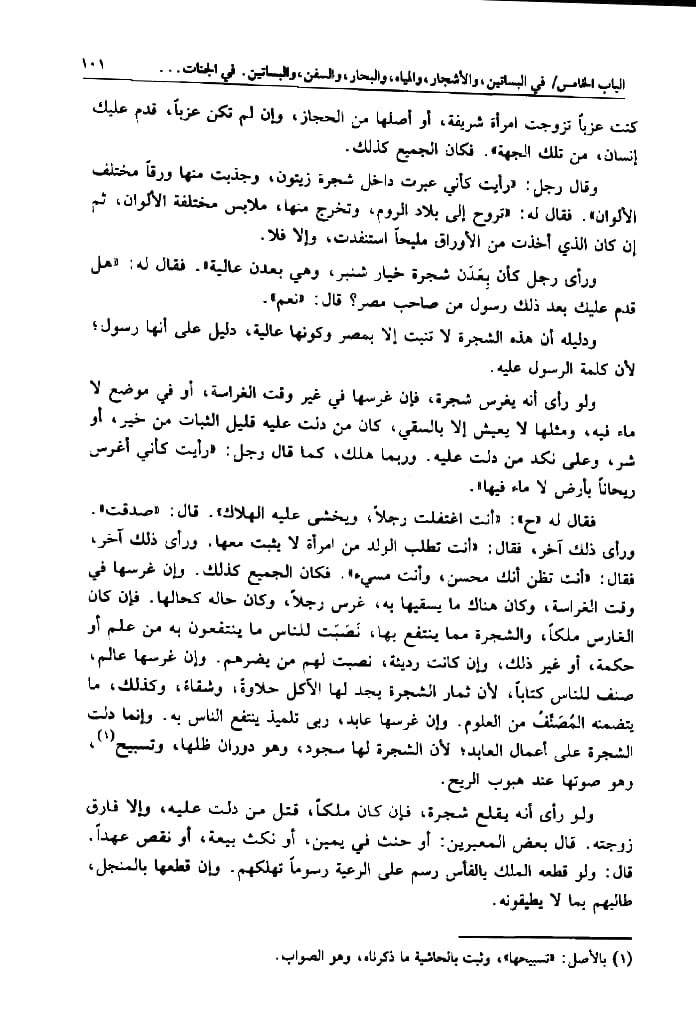 الباب الخامس/ في البساتين، والأشجار، والمياه، والبحار، والسفن، والبساتين. في الجنات... ١٠١
كنت عزباً تزوجت امرأة شريفة، أو أصلها من الحجاز، وإن لم تكن عزباً، قدم عليك
إنسان، من تلك الجهة». فكان الجميع كذلك.
وقال رجل: «رأيت كأني عبرت داخل شجرة زيتون، وجذبت منها ورقاً مختلف
الألوان». فقال له: «تروح إلى بلاد الروم، وتخرج منها، ملابس مختلفة الألوان، ثم
إن كان الذي أخذت من الأوراق مليحاً استنفدت، وإلا فلا.
ورأى رجل كأن بِعَدَن شجرة خيار شنبر، وهي بعدن عالية». فقال له: «هل
قدم عليك بعد ذلك رسول من صاحب مصر؟ قال: «نعم».
ودليله أن هذه الشجرة لا تنبت إلا بمصر وكونها عالية، دليل على أنها رسول؛
لأن كلمة الرسول عليه.
ولو رأى أنه يغرس شجرة، فإن غرسها في غير وقت الغراسة، أو في موضع لا
ماء فيه، ومثلها لا يعيش إلا بالسقي، كان من دلت عليه قليل الثبات من خير، أو
شر، وعلى نكد من دلت عليه. وربما هلك، كما قال رجل: «رأيت كأني أغرس
ريحاناً بأرض لا ماء فيها».
فقال له «ح»: «أنت اغتفلت رجلاً، ويخشى عليه الهلاك». قال: «صدقت».
ورأى ذلك آخر، فقال: «أنت تطلب الولد من امرأة لا يثبت معها. ورأى ذلك آخر،
فقال: «أنت تظن أنك محسن، وأنت مسيء». فكان الجميع كذلك. وإن غرسها في
وقت الغراسة، وكان هناك ما يسقيها به، غرس رجلاً، وكان حاله كحالها. فإن كان
الغارس ملكاً، والشجرة مما ينتفع بها، نَصَبَت للناس ما ينتفعون به من علم أو
حكمة، أو غير ذلك، وإن كانت رديئة، نصبت لهم من يضرهم. وإن غرسها عالم،
صنف للناس كتاباً، لأن ثمار الشجرة يجد لها الآكل حلاوةً، وشفاءً، وكذلك، ما
يتضمنه المُصَنَّفُ من العلوم. وإن غرسها عابد، ربى تلميذ ينتفع الناس به. وإنما دلت
الشجرة على أعمال العابد؛ لأن الشجرة لها سجود، وهو دوران ظلها، وتسبيح(١)،
وهو صوتها عند هبوب الريح.
ولو رأى أنه يقلع شجرة، فإن كان ملكاً، قتل من دلت عليه، وإلا فارق
زوجته. قال بعض المعبرين: أو حنث في يمين، أو نكث بيعة، أو نقص عهداً.
قال: ولو قطعه الملك بالفأس رسم على الرعية رسوماً تهلكهم. وإن قطعها بالمنجل،
طالبهم بما لا يطيقونه.
(١) بالأصل: «تسبيحها»، وثبت بالحاشية ما ذكرناه، وهو الصواب.